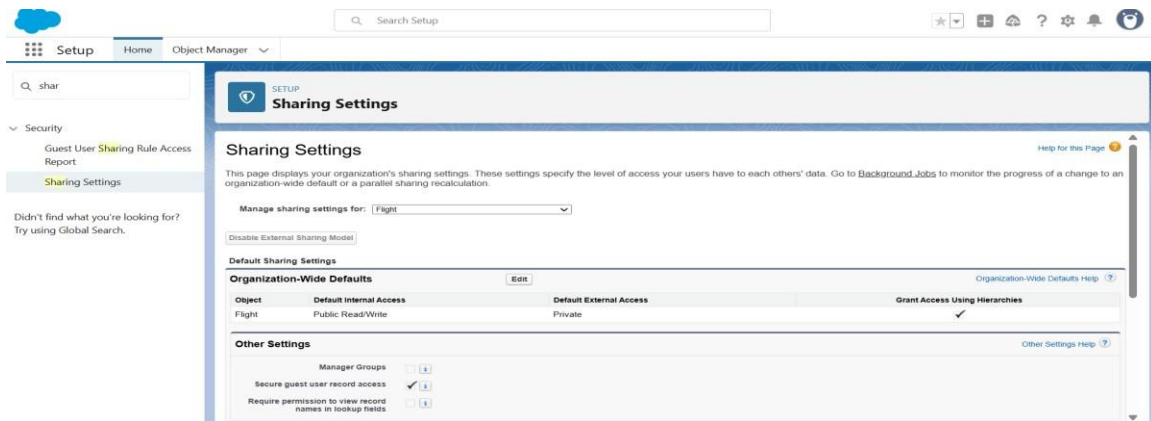 Search Setup
Setup
Home
Object Manager
shar
Security
Guest User Sharing Rule Access
Report
Sharing Settings
Didn't find what you're looking for?
Try using Global Search.
SETUP
Sharing Settings
Sharing Settings
Help for this Page
This page displays your organization's sharing settings. These settings specify the level of access your users have to each others' data. Go to Background Jobs to monitor the progress of a change to an
organization-wide default or a parallel sharing recalculation.
Manage sharing settings for: Flight
Disable External Sharing Model
Default Sharing Settings
Organization-Wide Defaults Edit Organization-Wide Defaults Help ?
Object Default Internal Access Default External Access Grant Access Using Hierarchies
Flight Public Read/Write Private
Other Settings Other Settings Help ?
Manager Groups i
Secure guest user record access i
Require permission to view record i
names in lookup fields